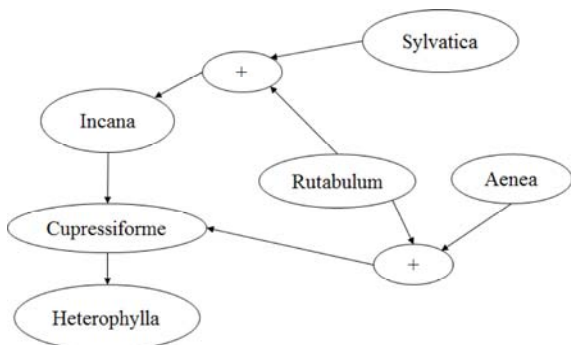 Sylvatica
+
Incana
Rutabulum
Aenea
Cupressiforme
+
Heterophylla